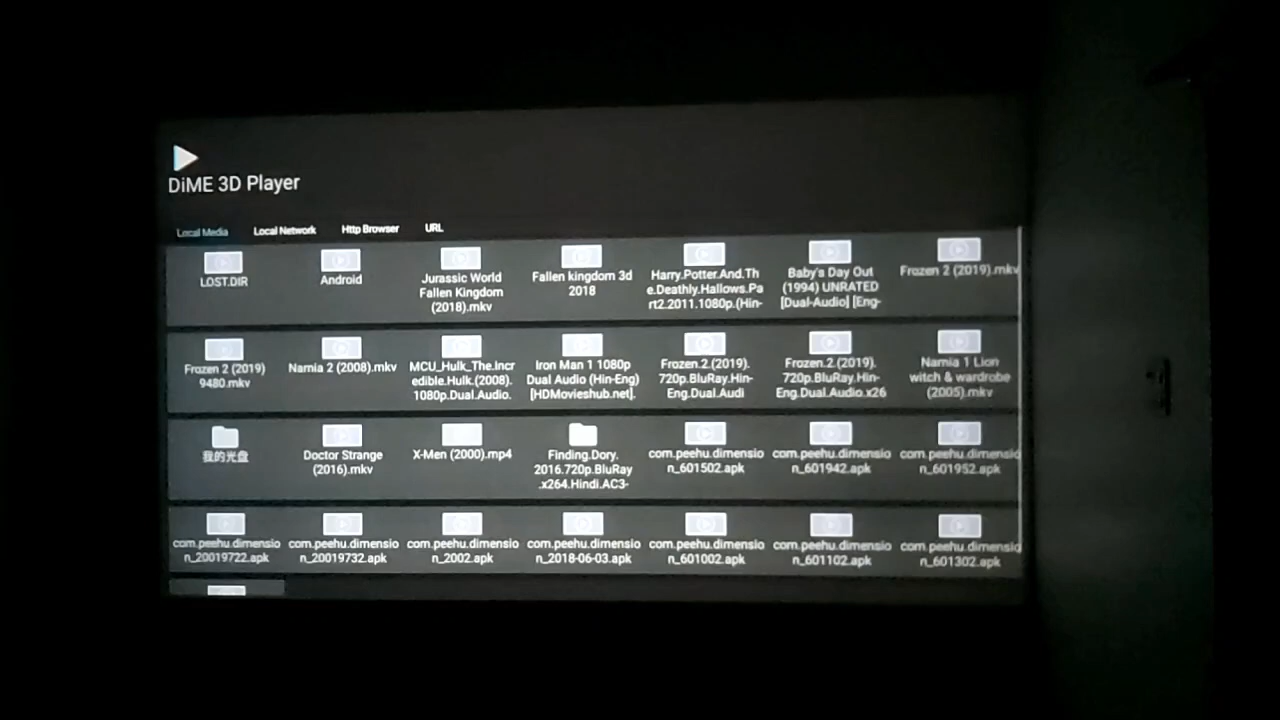 DiME 3D Player
Local Media Local Network Http Browser URL
LOST.DIR
Android
Jurassic World
Fallen Kingdom
(2018).mkv
Fallen kingdom 3d
2018
Harry.Potter.And.Th
e.Deathly.Hallows.Pa
rt2.2011.1080p.(Hin-
Baby's Day Out
(1994) UNRATED
[Dual-Audio] [Eng-
Frozen 2 (2019).mkv
Frozen 2 (2019)
9480.mkv
Narnia 2 (2008).mkv
MCU_Hulk_The.Incr
edible.Hulk.(2008).
1080p.Dual.Audio.
Iron Man 1 1080p
Dual Audio (Hin-Eng)
[HDMovieshub.net].
Frozen.2.(2019).
720p.BluRay.Hin-
Eng.Dual.Audi
Frozen.2.(2019).
720p.BluRay.Hin-
Eng.Dual.Audio.x26
Narnia 1 Lion
witch & wardrobe
(2005).mkv
我的光盘
Doctor Strange
(2016).mkv
X-Men (2000).mp4
Finding.Dory.
2016.720p.BluRay
.x264.Hindi.AC3-
com.peehu.dimensio
n_601502.apk
com.peehu.dimensio
n_601942.apk
com.peehu.dimensio
n_601952.apk
com.peehu.dimensio
n_20019722.apk
com.peehu.dimensio
n_20019732.apk
com.peehu.dimensio
n_2002.apk
com.peehu.dimensio
n_2018-06-03.apk
com.peehu.dimensio
n_601002.apk
com.peehu.dimensio
n_601102.apk
com.peehu.dimensio
n_601302.apk